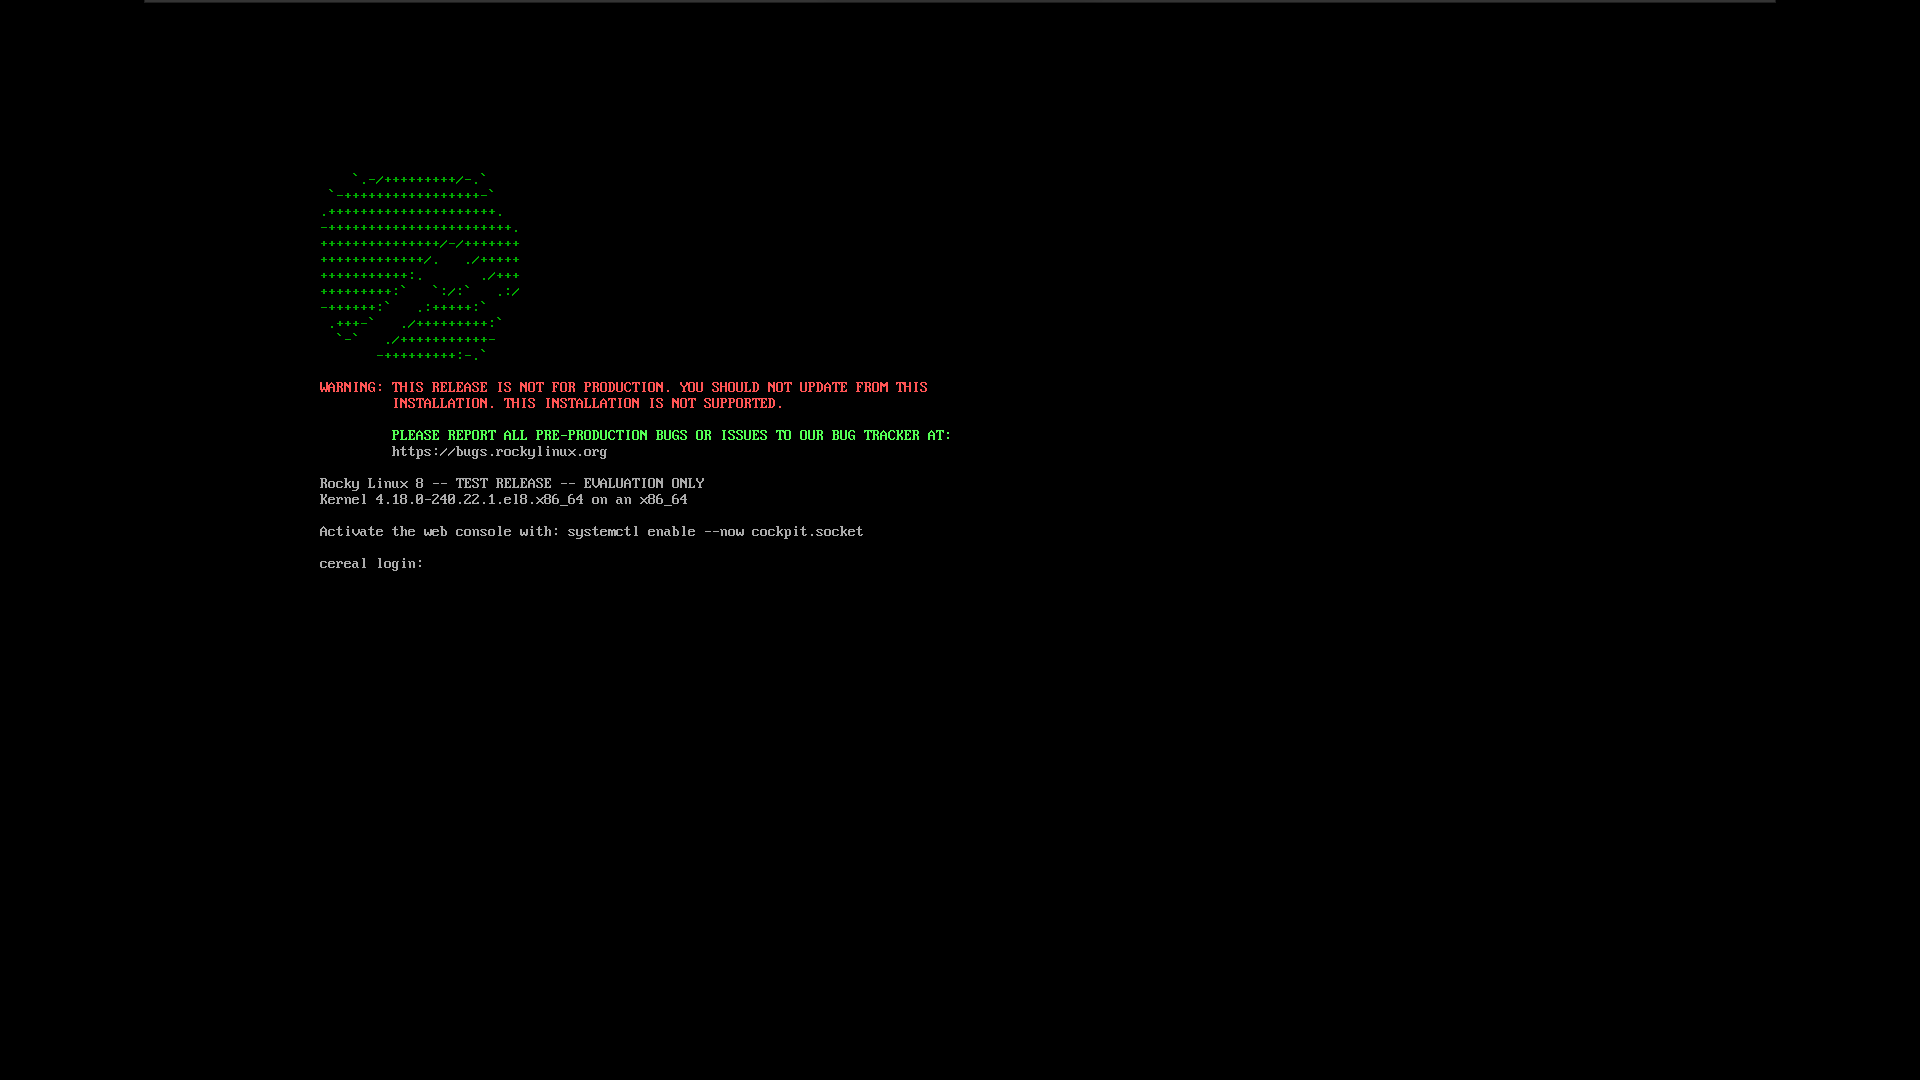 WARNING: THIS RELEASE IS NOT FOR PRODUCTION. YOU SHOULD NOT UPDATE FROM THIS
INSTALLATION. THIS INSTALLATION IS NOT SUPPORTED.
PLEASE REPORT ALL PRE-PRODUCTION BUGS OR ISSUES TO OUR BUG TRACKER AT:
https://bugs.rockylinux.org
Rocky Linux 8 -- TEST RELEASE -- EVALUATION ONLY
Kernel 4.18.0-240.22.1.el8.x86_64 on an x86_64
Activate the web console with: systemctl enable --now cockpit.socket
cereal login: